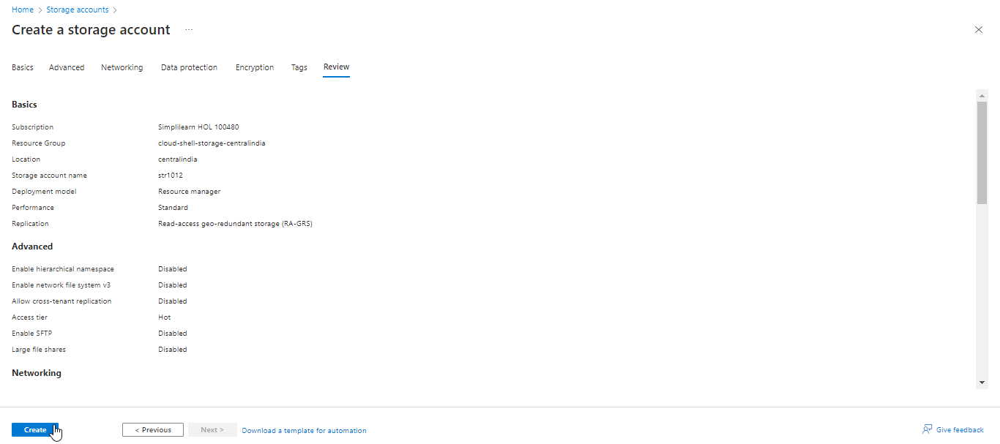 Home > Storage accounts >
Create a storage account ...
Basics Advanced Networking Data protection Encryption Tags Review
Basics
Subscription Simplilearn HOL 100480
Resource Group cloud-shell-storage-centralindia
Location centralindia
Storage account name str1012
Deployment model Resource manager
Performance Standard
Replication Read-access geo-redundant storage (RA-GRS)
Advanced
Enable hierarchical namespace Disabled
Enable network file system v3 Disabled
Allow cross-tenant replication Disabled
Access tier Hot
Enable SFTP Disabled
Large file shares Disabled
Networking
Create < Previous Next > Download a template for automation Give feedback